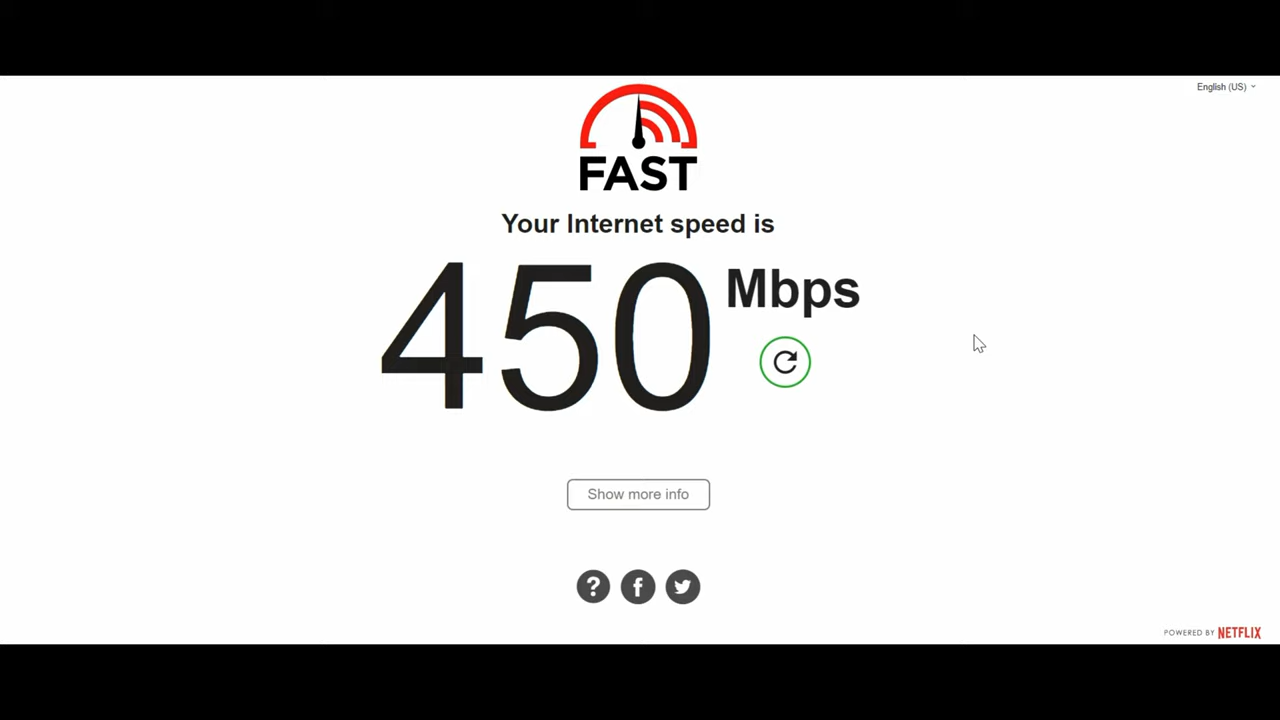 English (US)
FAST
Your Internet speed is
450 Mbps
Show more info
?
f
POWERED BY NETFLIX